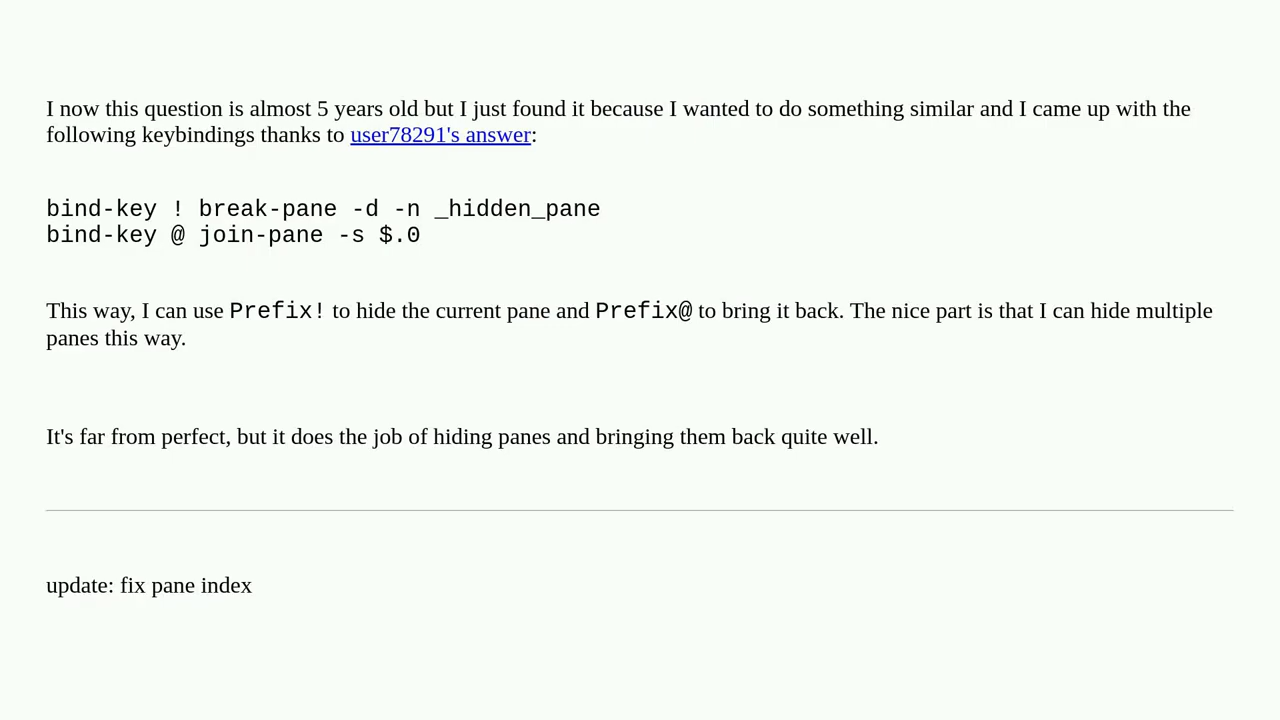 I now this question is almost 5 years old but I just found it because I wanted to do something similar and I came up with the
following keybindings thanks to user78291's answer:
bind-key ! break-pane -d -n _hidden_pane
bind-key @ join-pane -s $.0
This way, I can use Prefix! to hide the current pane and Prefix@ to bring it back. The nice part is that I can hide multiple
panes this way.
It's far from perfect, but it does the job of hiding panes and bringing them back quite well.
update: fix pane index